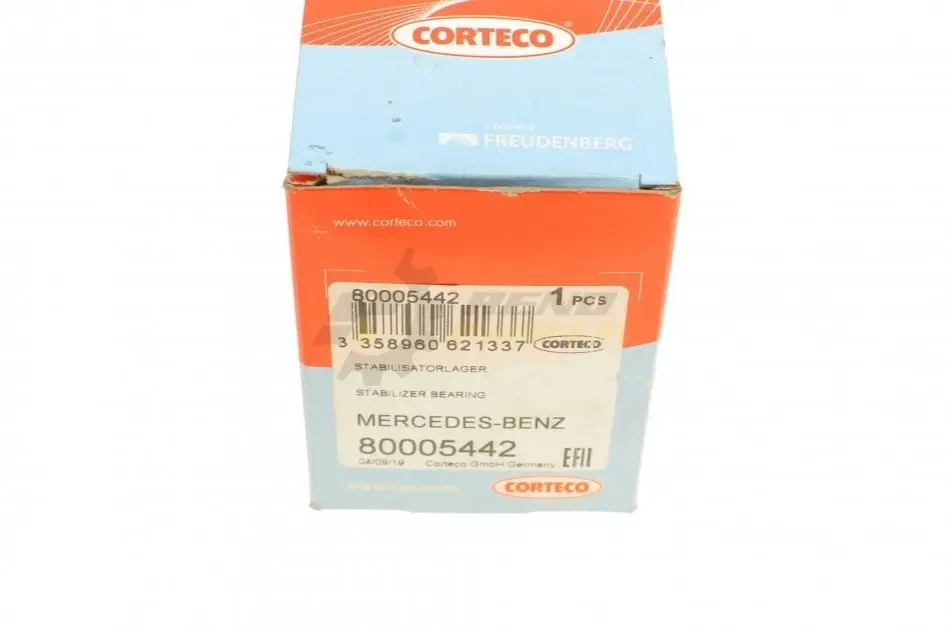 CORTECO
FREUDENBERG
www.corteco.com
80005442 1 PCS
3 358960 621337 CORTECO
STABILISATORLAGER
STABILIZER BEARING
MERCEDES-BENZ
80005442
04/09/19 Corteco GmbH Germany
CORTECO